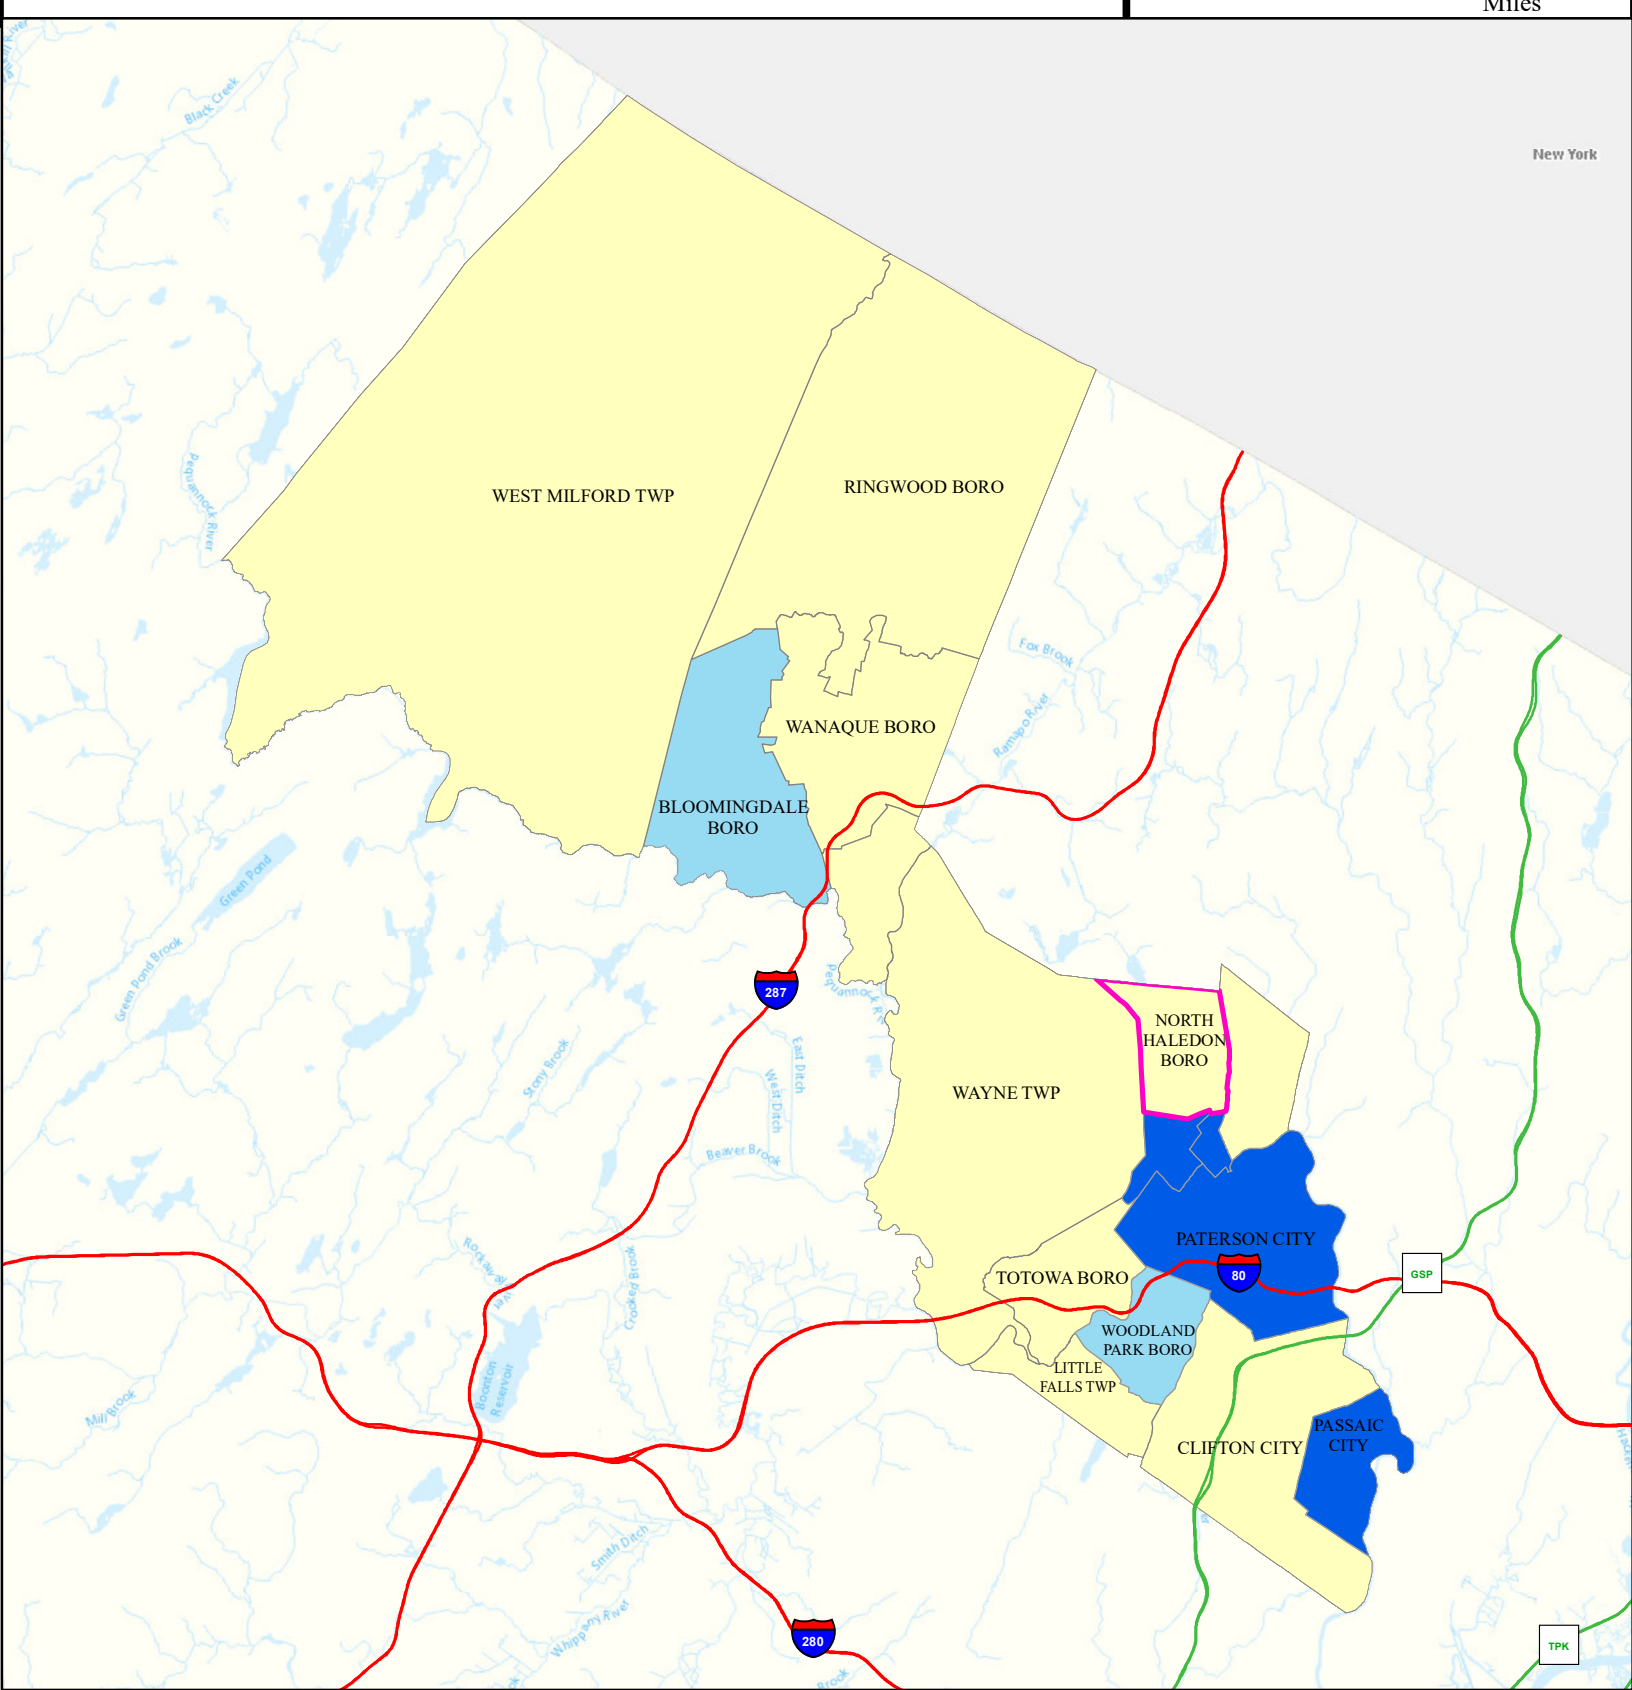 Miles
Black Creek
New York
Pequannock River
WEST MILFORD TWP
RINGWOOD BORO
Fox Brook
Ramapo River
WANAQUE BORO
BLOOMINGDALE
BORO
Green Pond
Green Pond Brook
287
NORTH
HALEDON
BORO
Stony Brook
East Ditch
West Ditch
WAYNE TWP
Beaver Brook
PATERSON CITY
Crooked Brook
TOTOWA BORO
80
GSP
WOODLAND
PARK BORO
LITTLE
FALLS TWP
Boonton
Reservoir
Mill Brook
PASSAIC
CITY
CLIFTON CITY
Smith Ditch
Whippany River
280
TPK
Brook